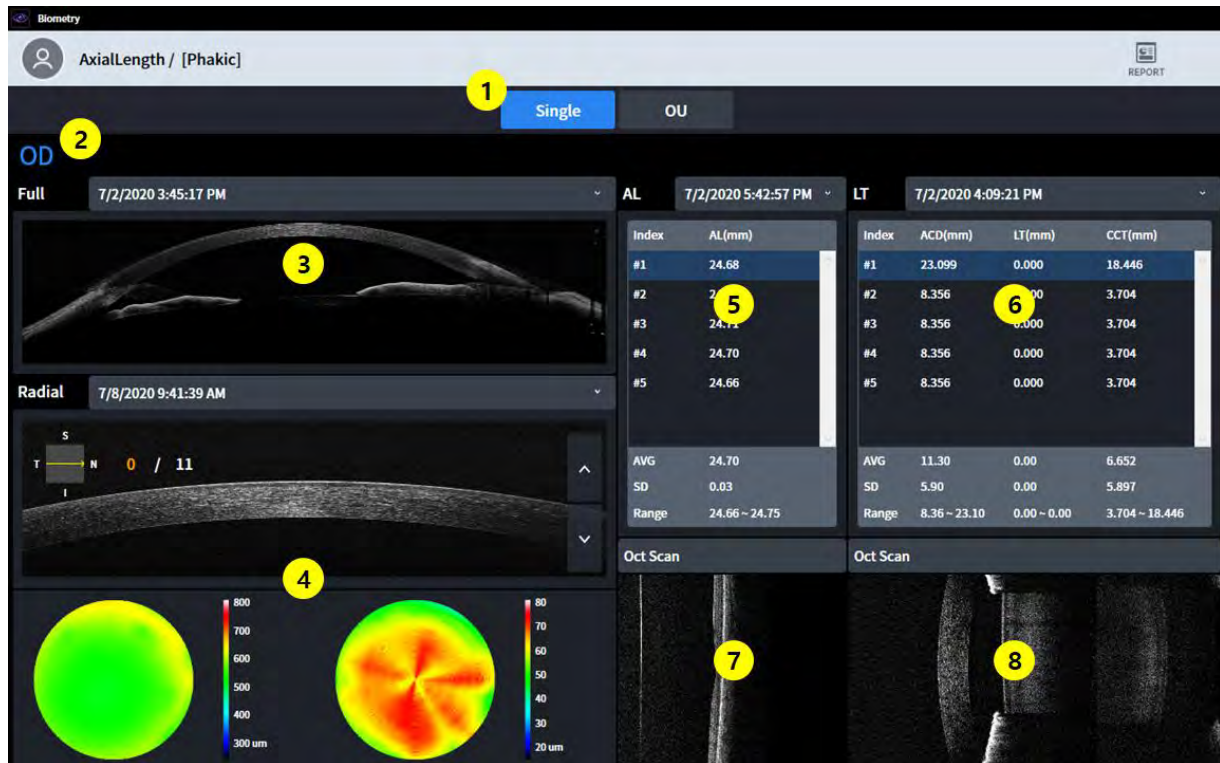 Biometry
AxialLength / [Phakic]
REPORT
1
Single OU
2
OD
Full 7/2/2020 3:45:17 PM
3
Radial 7/8/2020 9:41:39 AM
S
T N 0 / 11
I
4
800
700
600
500
400
300 um
80
70
60
50
40
30
20 um
AL 7/2/2020 5:42:57 PM
Index AL(mm)
#1 24.68
#2
5
#3
#4 24.70
#5 24.66
AVG 24.70
SD 0.03
Range 24.66 ~ 24.75
Oct Scan
7
LT 7/2/2020 4:09:21 PM
Index ACD(mm) LT(mm) CCT(mm)
#1 23.099 0.000 18.446
#2 8.356 3.704
6
#3 8.356 0.000 3.704
#4 8.356 0.000 3.704
#5 8.356 0.000 3.704
AVG 11.30 0.00 6.652
SD 5.90 0.00 5.897
Range 8.36 ~ 23.10 0.00 ~ 0.00 3.704 ~ 18.446
Oct Scan
8